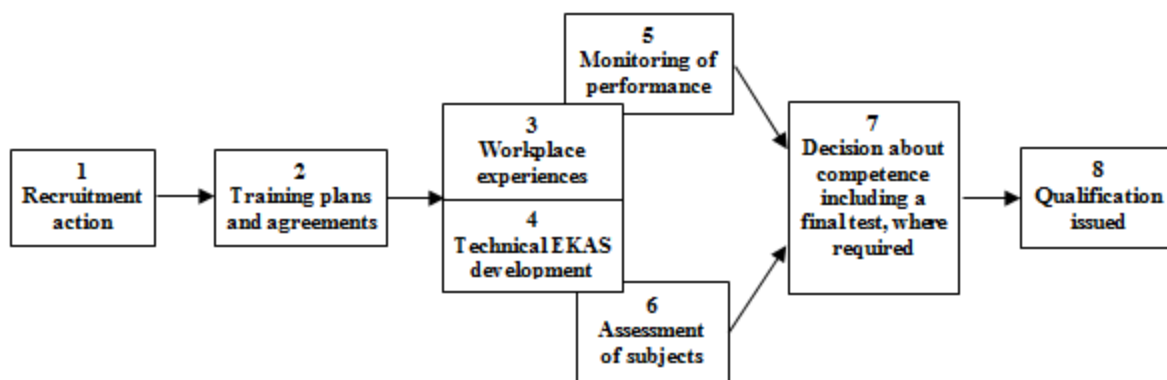 1
Recruitment
action
2
Training plans
and agreements
3
Workplace
experiences
4
Technical EKAS
development
5
Monitoring of
performance
6
Assessment
of subjects
7
Decision about
competence
including a
final test, where
required
8
Qualification
issued